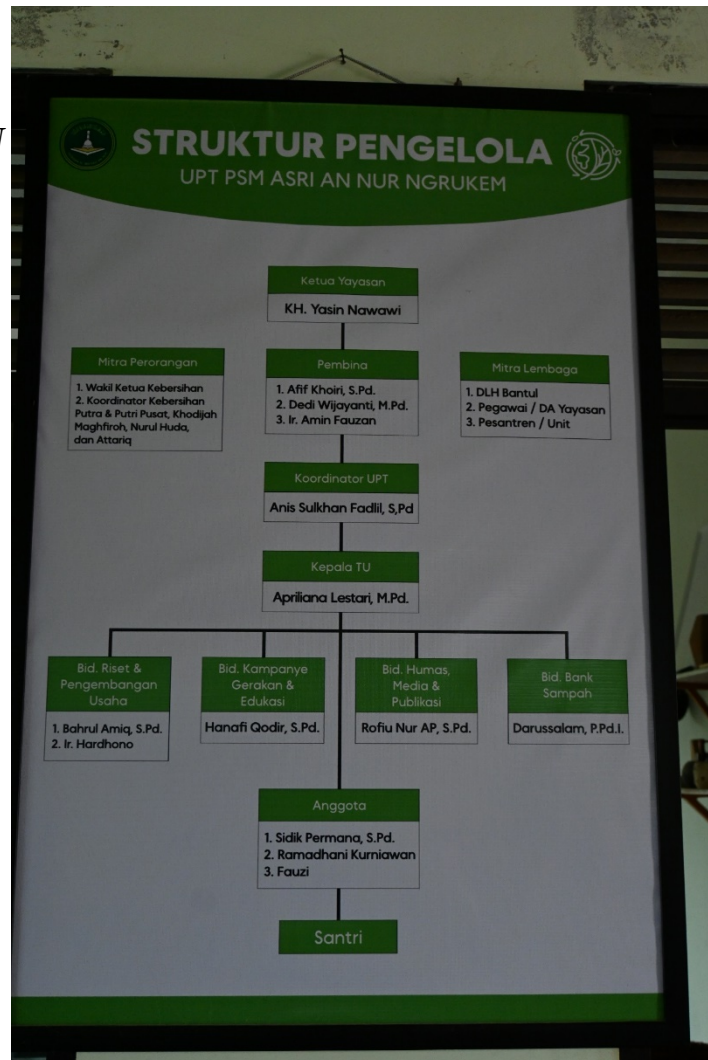 STRUKTUR PENGELOLA
UPT PSM ASRI AN NUR NGRUKEM
Ketua Yayasan
KH. Yasin Nawawi
Mitra Perorangan
1. Wakil Ketua Kebersihan
2. Koordinator Kebersihan
Putra & Putri Pusat, Khodijah
Maghfiroh, Nurul Huda,
dan Attariq
Pembina
1. Afif Khoiri, S.Pd.
2. Dedi Wijayanti, M.Pd.
3. Ir. Amin Fauzan
Mitra Lembaga
1. DLH Bantul
2. Pegawai / DA Yayasan
3. Pesantren / Unit
Koordinator UPT
Anis Sulkhan Fadlil, S,Pd
Kepala TU
Apriliana Lestari, M.Pd.
Bid. Riset &
Pengembangan
Usaha
1. Bahrul Amiq, S.Pd.
2. Ir. Hardhono
Bid. Kampanye
Gerakan &
Edukasi
Hanafi Qodir, S.Pd.
Bid. Humas,
Media &
Publikasi
Rofiu Nur AP, S.Pd.
Bid. Bank
Sampah
Darussalam, P.Pd.I.
Anggota
1. Sidik Permana, S.Pd.
2. Ramadhani Kurniawan
3. Fauzi
Santri